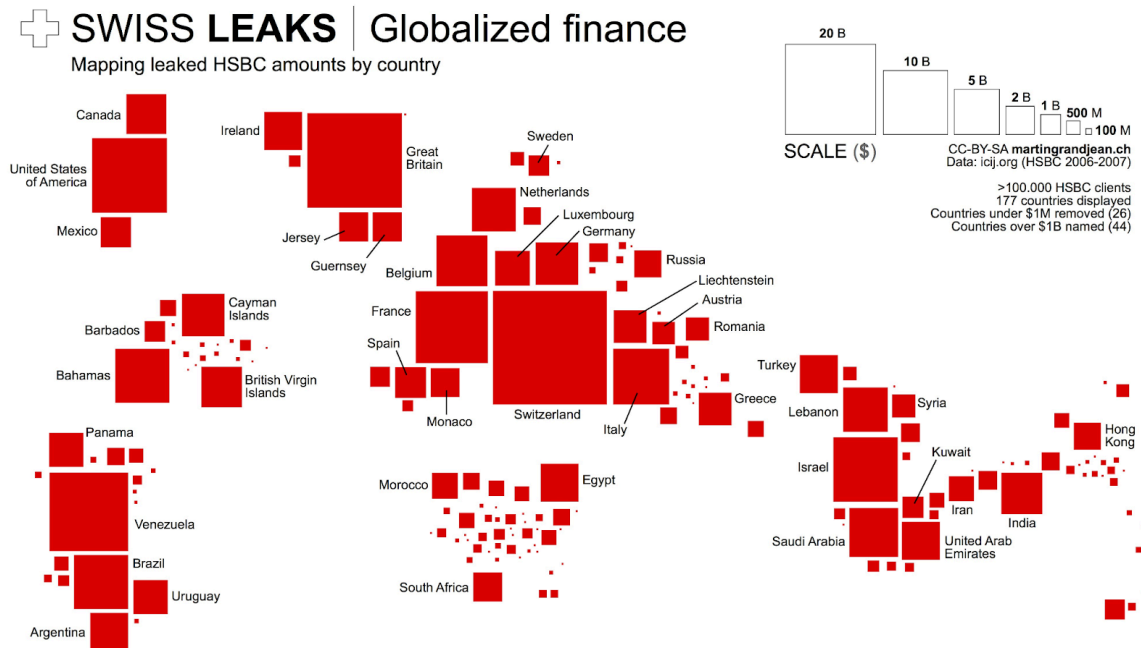 SWISS LEAKS | Globalized finance
Mapping leaked HSBC amounts by country
20 B
10 B
5 B
2 B
1 B
500 M
100 M
SCALE ($)
CC-BY-SA martingrandjean.ch
Data: icij.org (HSBC 2006-2007)
>100.000 HSBC clients
177 countries displayed
Countries under $1M removed (26)
Countries over $1B named (44)
Canada
United States
of America
Mexico
Ireland
Great
Britain
Jersey
Guernsey
Sweden
Netherlands
Luxembourg
Germany
Belgium
Russia
Liechtenstein
Austria
France
Romania
Spain
Monaco
Switzerland
Italy
Greece
Cayman
Islands
Barbados
Bahamas
British Virgin
Islands
Turkey
Lebanon
Syria
Israel
Kuwait
Hong
Kong
Iran
India
Saudi Arabia
United Arab
Emirates
Panama
Venezuela
Brazil
Uruguay
Argentina
Morocco
Egypt
South Africa